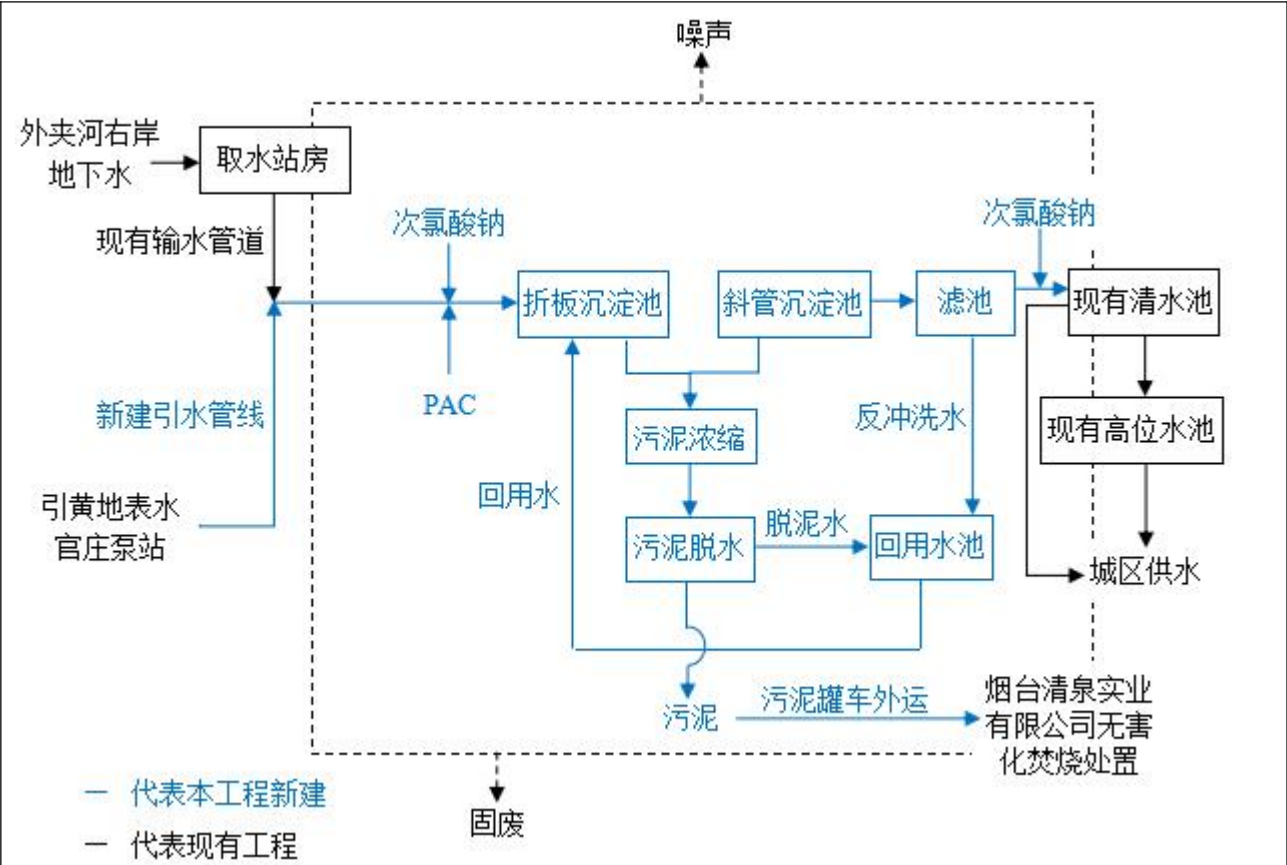 噪声
外夹河右岸
地下水
取水站房
现有输水管道
次氯酸钠
次氯酸钠
折板沉淀池
斜管沉淀池
滤池
现有清水池
新建引水管线
PAC
污泥浓缩
反冲洗水
现有高位水池
回用水
引黄地表水
官庄泵站
污泥脱水
脱泥水
回用水池
城区供水
污泥
污泥罐车外运
烟台清泉实业
有限公司无害
化焚烧处置
— 代表本工程新建
— 代表现有工程
固废